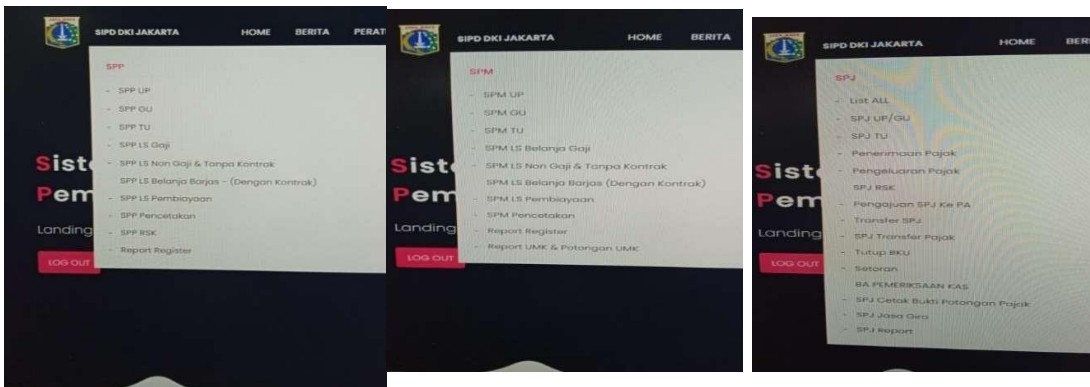 SIPD DKI JAKARTA HOME BERITA PERAT
SPP
- SPP UP
- SPP GU
- SPP TU
- SPP LS Gaji
- SPP LS Non Gaji & Tanpa Kontrak
SPP LS Belanja Barjas - (Dengan Kontrak)
- SPP LS Pembiayaan
- SPP Pencetakan
- SPP RSK
- Report Register
Siste
Pem
Landing
LOG OUT
SIPD DKI JAKARTA HOME BERITA
SPM
- SPM UP
- SPM GU
- SPM TU
- SPM LS Belanja Gaji
- SPM LS Non Gaji & Tanpa Kontrak
SPM LS Belanja Barjas (Dengan Kontrak)
- SPM LS Pembiayaan
- SPM Pencetakan
- Report Register
- Report UMK & Potongan UMK
Siste
Pem
Landing
LOG OUT
SIPD DKI JAKARTA HOME BER
SPJ
- List ALL
- SPJ UP/GU
- SPJ TU
- Penerimaan Pajak
- Pengeluaran Pajak
SPJ RSK
- Pengajuan SPJ Ke PA
- Transfer SPJ
- SPJ Transfer Pajak
- Tutup BKU
- Setoran
BA PEMERIKSAAN KAS
- SPJ Cetak Bukti Potongan Pajak
- SPJ Jasa Giro
- SPJ Report
Siste
Pem
Landing
LOG OUT